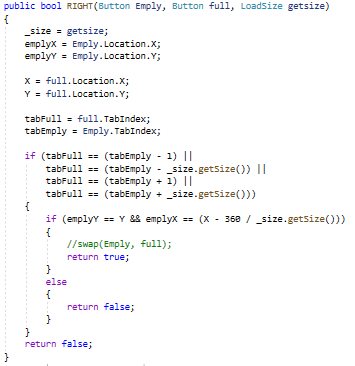 public bool RIGHT(Button Emply, Button full, LoadSize getsize)
{
_size = getsize;
emplyX = Emply.Location.X;
emplyY = Emply.Location.Y;
X = full.Location.X;
Y = full.Location.Y;
tabFull = full.TabIndex;
tabEmply = Emply.TabIndex;
if (tabFull == (tabEmply - 1) ||
tabFull == (tabEmply - _size.getSize()) ||
tabFull == (tabEmply + 1) ||
tabFull == (tabEmply + _size.getSize()))
{
if (emplyY == Y && emplyX == (X - 360 / _size.getSize()))
{
//swap(Emply, full);
return true;
}
else
{
return false;
}
}
return false;
}